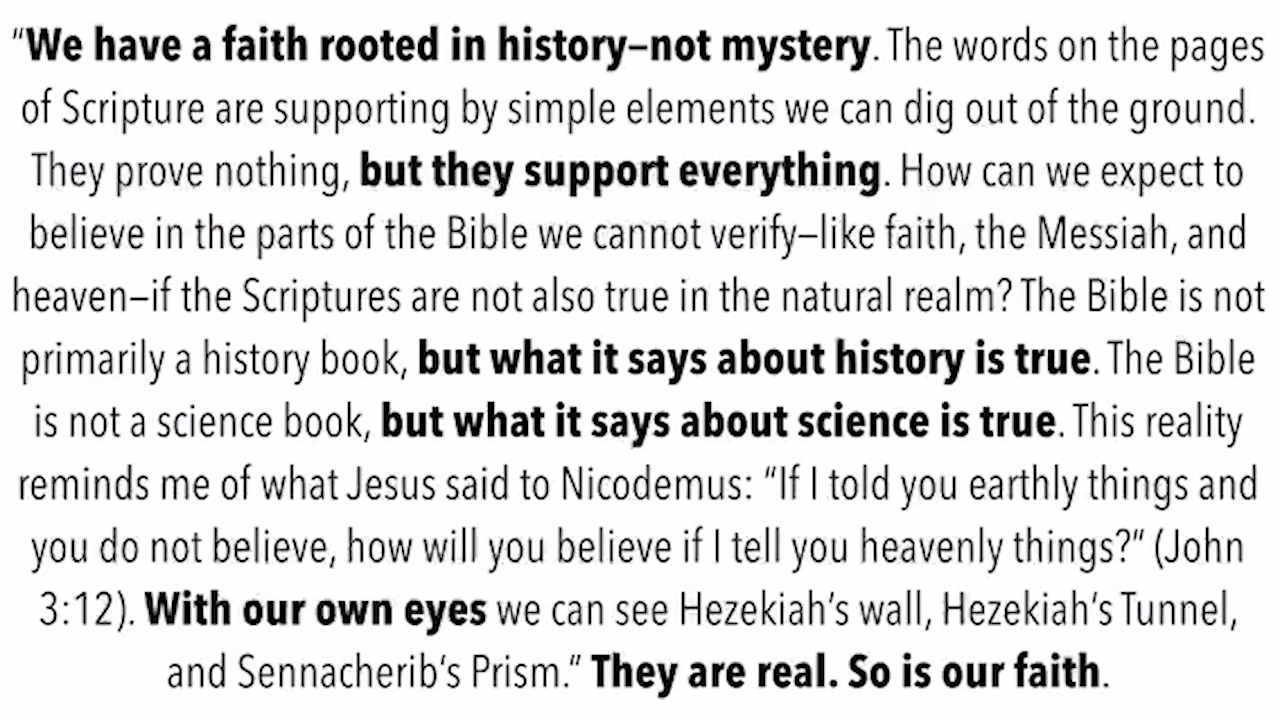 “We have a faith rooted in history–not mystery. The words on the pages
of Scripture are supporting by simple elements we can dig out of the ground.
They prove nothing, but they support everything. How can we expect to
believe in the parts of the Bible we cannot verify–like faith, the Messiah, and
heaven–if the Scriptures are not also true in the natural realm? The Bible is not
primarily a history book, but what it says about history is true. The Bible
is not a science book, but what it says about science is true. This reality
reminds me of what Jesus said to Nicodemus: “If I told you earthly things and
you do not believe, how will you believe if I tell you heavenly things?” (John
3:12). With our own eyes we can see Hezekiah’s wall, Hezekiah’s Tunnel,
and Sennacherib’s Prism.” They are real. So is our faith.